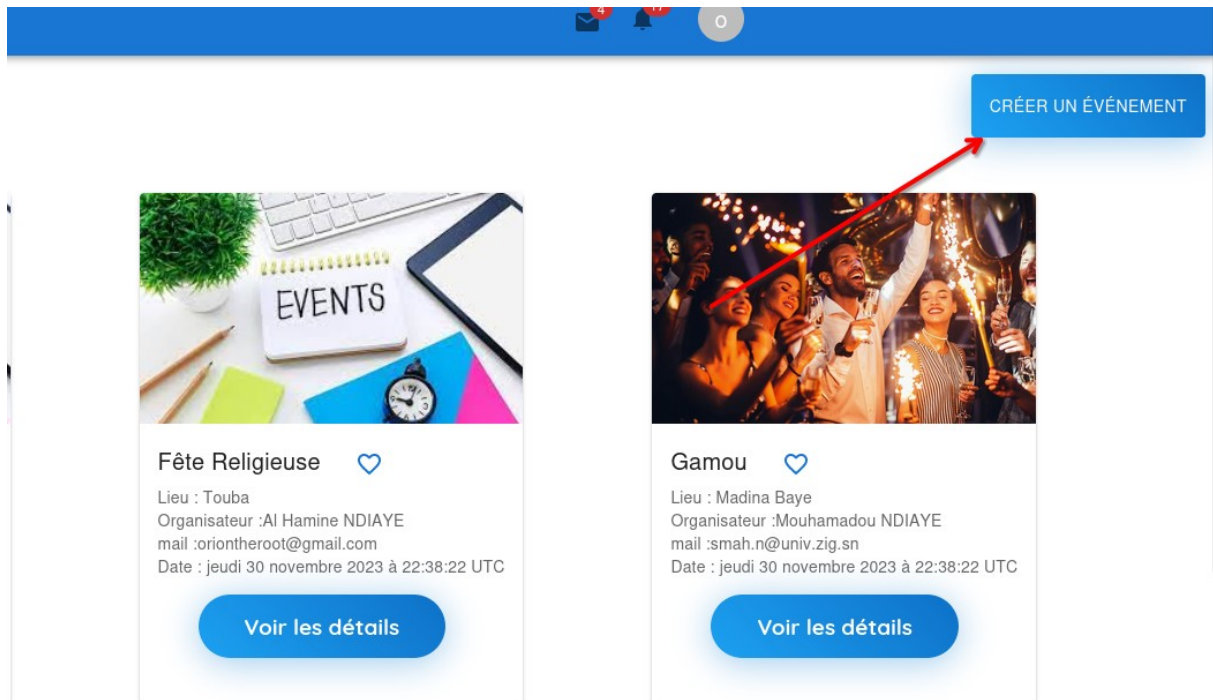 4
17
O
CRÉER UN ÉVÉNEMENT
EVENTS
Fête Religieuse
Lieu : Touba
Organisateur :Al Hamine NDIAYE
mail :oriontheroot@gmail.com
Date : jeudi 30 novembre 2023 à 22:38:22 UTC
Voir les détails
Gamou
Lieu : Madina Baye
Organisateur :Mouhamadou NDIAYE
mail :smah.n@univ.zig.sn
Date : jeudi 30 novembre 2023 à 22:38:22 UTC
Voir les détails